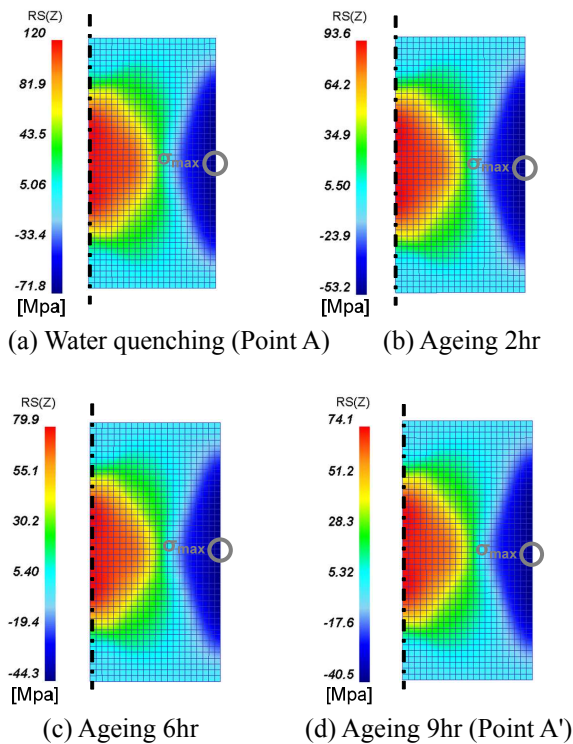 RS(Z)
120
81.9
43.5
5.06
-33.4
-71.8
[Mpa]
σmax
(a) Water quenching (Point A)
RS(Z)
93.6
64.2
34.9
5.50
-23.9
-53.2
[Mpa]
σmax
(b) Ageing 2hr
RS(Z)
79.9
55.1
30.2
5.40
-19.4
-44.3
[Mpa]
σmax
(c) Ageing 6hr
RS(Z)
74.1
51.2
28.3
5.32
-17.6
-40.5
[Mpa]
σmax
(d) Ageing 9hr (Point A')